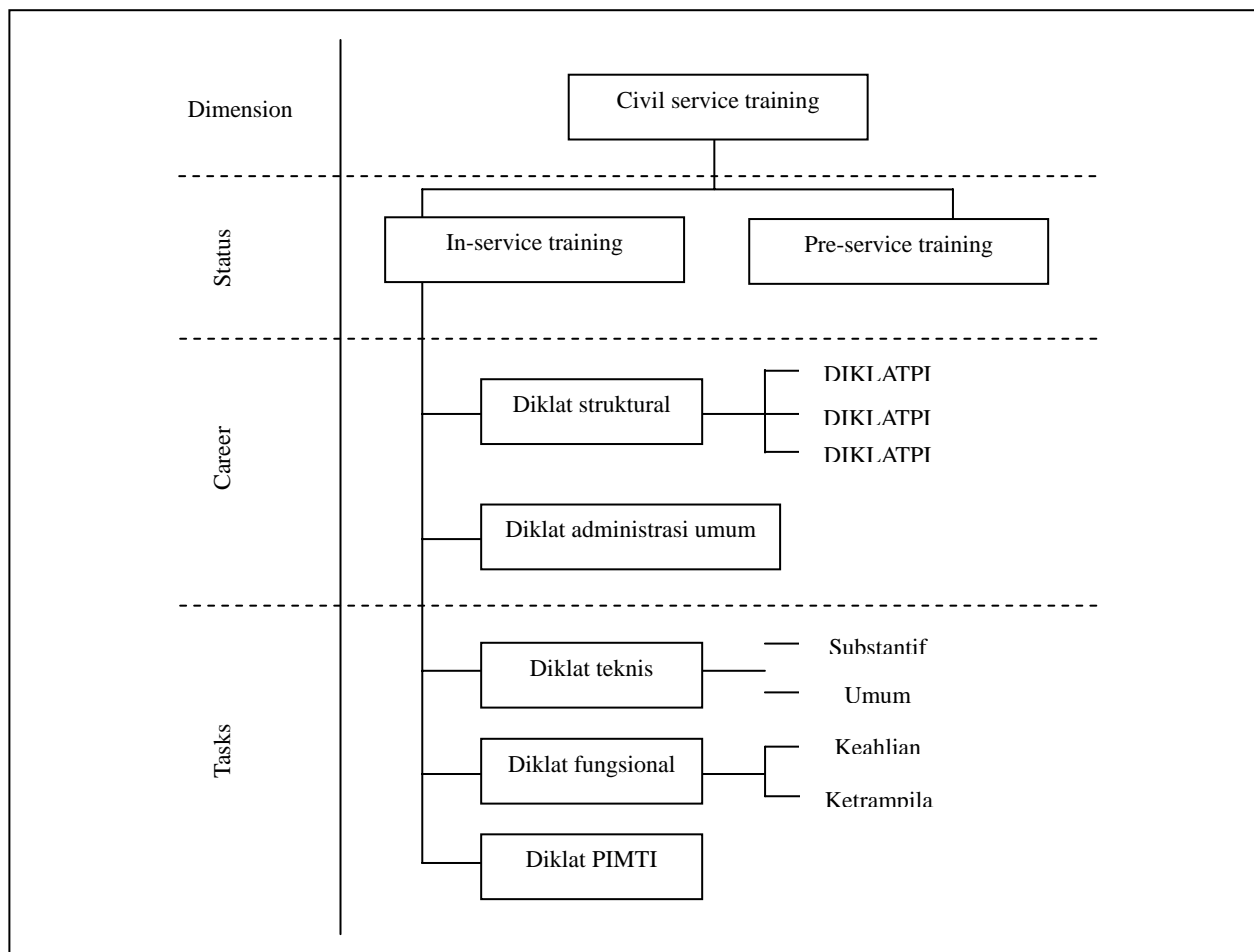 Dimension
Civil service training
Status
In-service training
Pre-service training
Career
Diklat struktural
DIKLATPI
DIKLATPI
DIKLATPI
Diklat administrasi umum
Tasks
Diklat teknis
Substantif
Umum
Diklat fungsional
Keahlian
Ketrampila
Diklat PIMTI